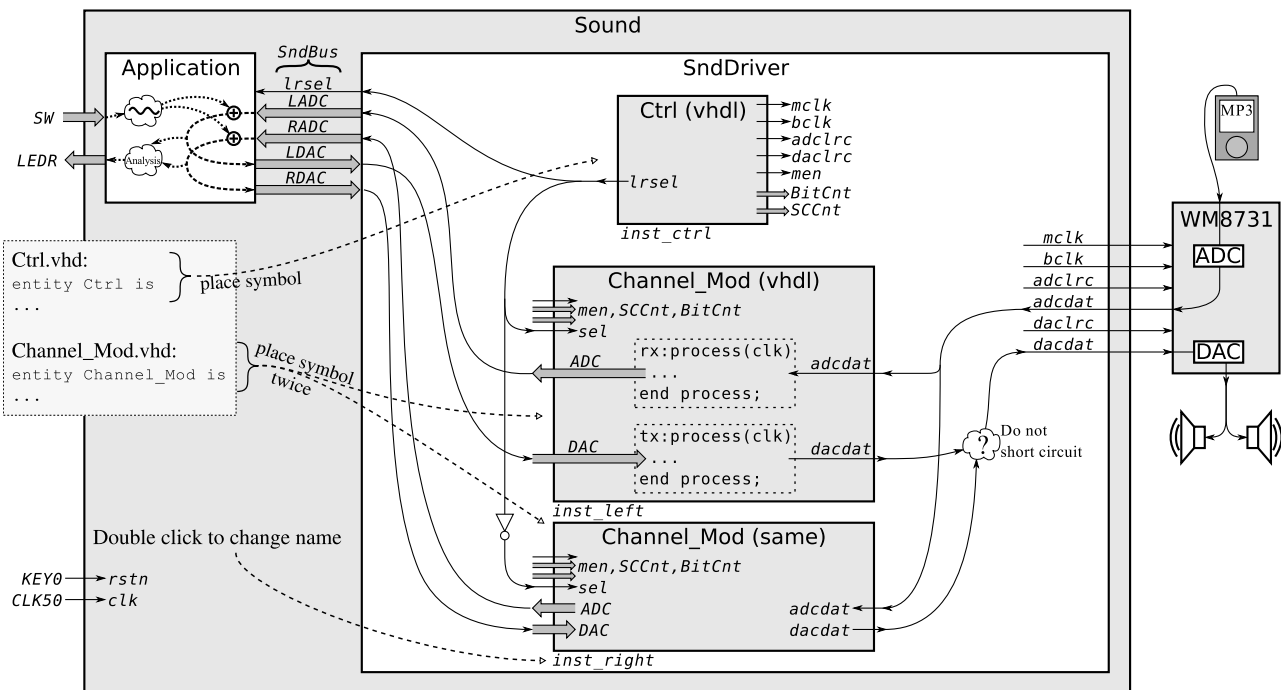 Sound
Application
SndBus
lrsel
LADC
RADC
LDAC
RDAC
SW
LEDR
Analysis
SndDriver
Ctrl (vhdl)
mclk
bclk
adclrc
daclrc
men
BitCnt
SCCnt
lrsel
inst_ctrl
MP3
WM8731
ADC
DAC
mclk
bclk
adclrc
adcdat
daclrc
dacdat
Ctrl.vhd:
entity Ctrl is
...
place symbol
Channel_Mod.vhd:
entity Channel_Mod is
...
place symbol
twice
Channel_Mod (vhdl)
men,SCCnt,BitCnt
sel
ADC
rx:process(clk)
...
end process;
adcdat
DAC
tx:process(clk)
...
end process;
dacdat
inst_left
?
Do not
short circuit
Channel_Mod (same)
men,SCCnt,BitCnt
sel
ADC
DAC
adcdat
dacdat
inst_right
Double click to change name
KEY0
rstn
CLK50
clk